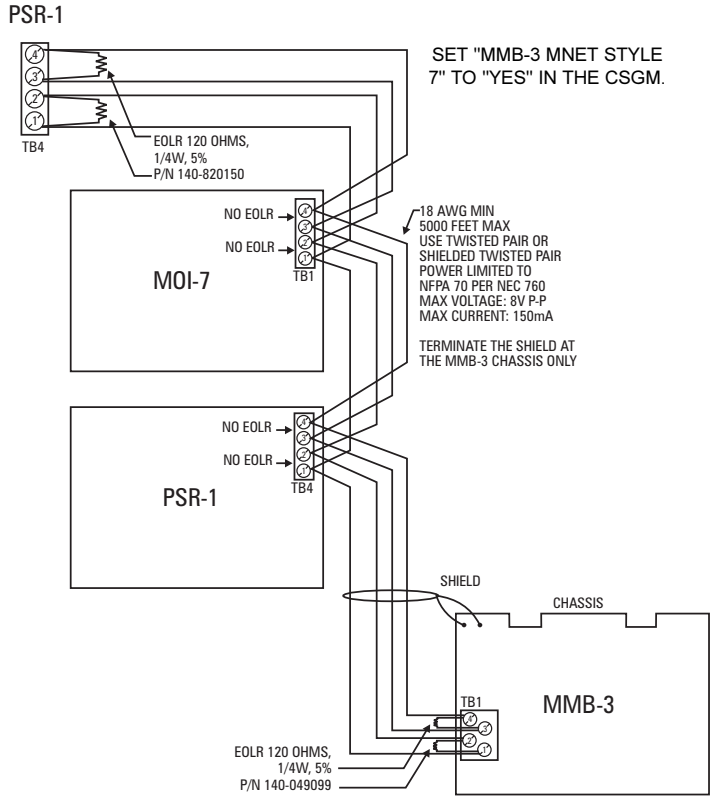 PSR-1
SET "MMB-3 MNET STYLE
7" TO "YES" IN THE CSGM.
4
3
2
1
TB4
EOLR 120 OHMS,
1/4W, 5%
P/N 140-820150
NO EOLR
NO EOLR
4
3
2
1
TB1
MOI-7
18 AWG MIN
5000 FEET MAX
USE TWISTED PAIR OR
SHIELDED TWISTED PAIR
POWER LIMITED TO
NFPA 70 PER NEC 760
MAX VOLTAGE: 8V P-P
MAX CURRENT: 150mA
TERMINATE THE SHIELD AT
THE MMB-3 CHASSIS ONLY
NO EOLR
NO EOLR
4
3
2
1
TB4
PSR-1
SHIELD
CHASSIS
TB1
4
3
2
1
MMB-3
EOLR 120 OHMS,
1/4W, 5%
P/N 140-049099